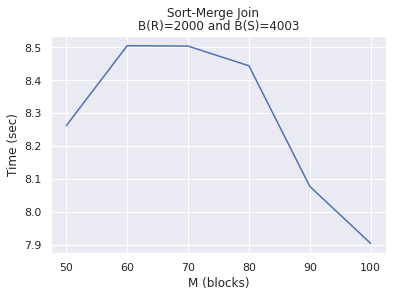 Sort-Merge Join
B(R)=2000 and B(S)=4003
8.5
8.4
8.3
8.2
8.1
8.0
7.9
Time (sec)
50 60 70 80 90 100
M (blocks)